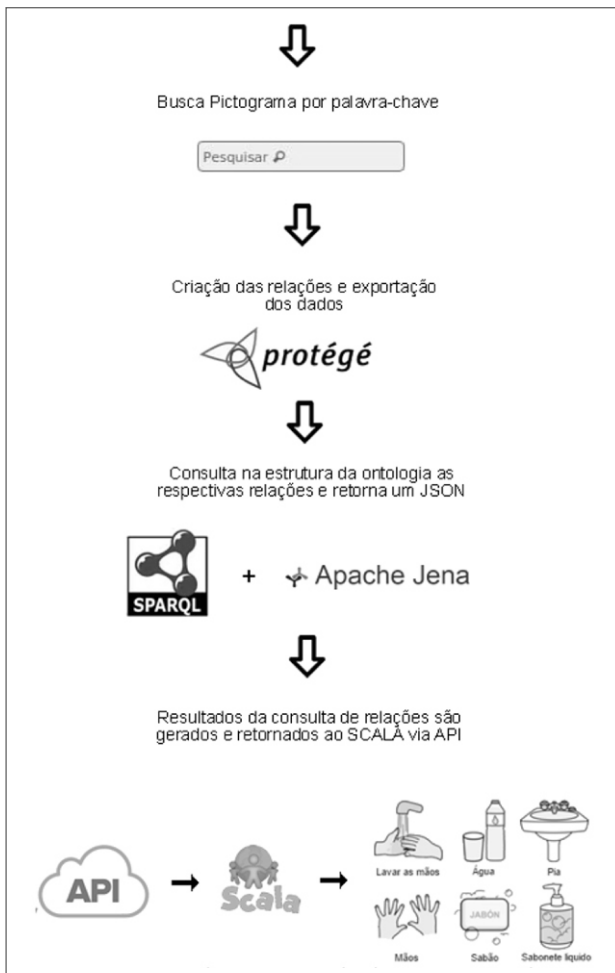 Busca Pictograma por palavra-chave
Pesquisar
Criação das relações e exportação
dos dados
protégé
Consulta na estrutura da ontologia as
respectivas relações e retorna um JSON
SPARQL
+
Apache Jena
Resultados da consulta de relações são
gerados e retornados ao SCALA via API
API
Scala
Lavar as mãos
Água
Pia
JABÓN
Mãos
Sabão
Sabonete liquido